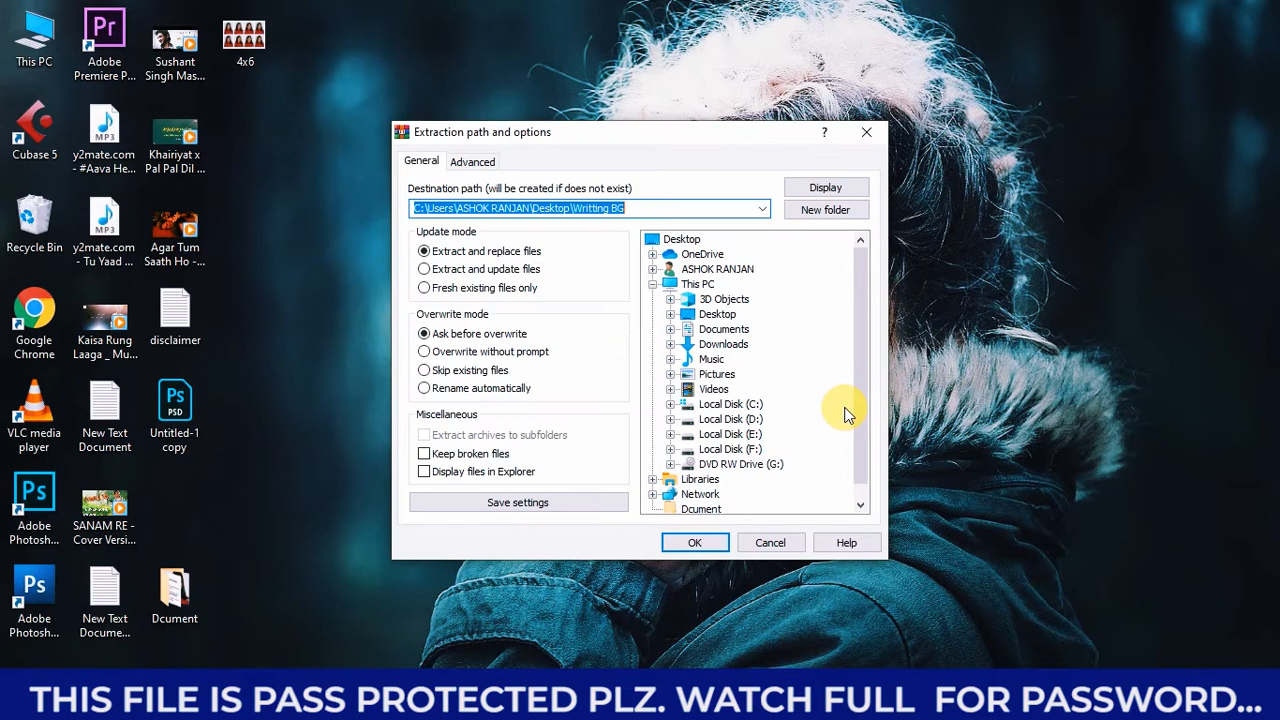 This PC
Adobe
Premiere P...
Sushant
Singh Mas...
4x6
Cubase 5
MP3
y2mate.com
- #Aava He...
Khairiyat x
Pal Pal Dil ...
Recycle Bin
MP3
y2mate.com
- Tu Yaad ...
Agar Tum
Saath Ho -...
Google
Chrome
Kaisa Rung
Laaga _ Mu...
disclaimer
VLC media
player
New Text
Document
Ps
PSD
Untitled-1
copy
Ps
Adobe
Photosh...
SANAM RE -
Cover Versi...
Ps
Adobe
Photosh...
New Text
Docume...
Dcument
Pr
Extraction path and options
?
General
Advanced
Destination path (will be created if does not exist)
Display
C:\Users\ASHOK RANJAN\Desktop\Writting BG
New folder
Update mode
Extract and replace files
Extract and update files
Fresh existing files only
Overwrite mode
Ask before overwrite
Overwrite without prompt
Skip existing files
Rename automatically
Miscellaneous
Extract archives to subfolders
Keep broken files
Display files in Explorer
Save settings
Desktop
OneDrive
ASHOK RANJAN
This PC
3D Objects
Desktop
Documents
Downloads
Music
Pictures
Videos
Local Disk (C:)
Local Disk (D:)
Local Disk (E:)
Local Disk (F:)
DVD RW Drive (G:)
Libraries
Network
Dcument
OK
Cancel
Help
THIS FILE IS PASS PROTECTED PLZ. WATCH FULL FOR PASSWORD...